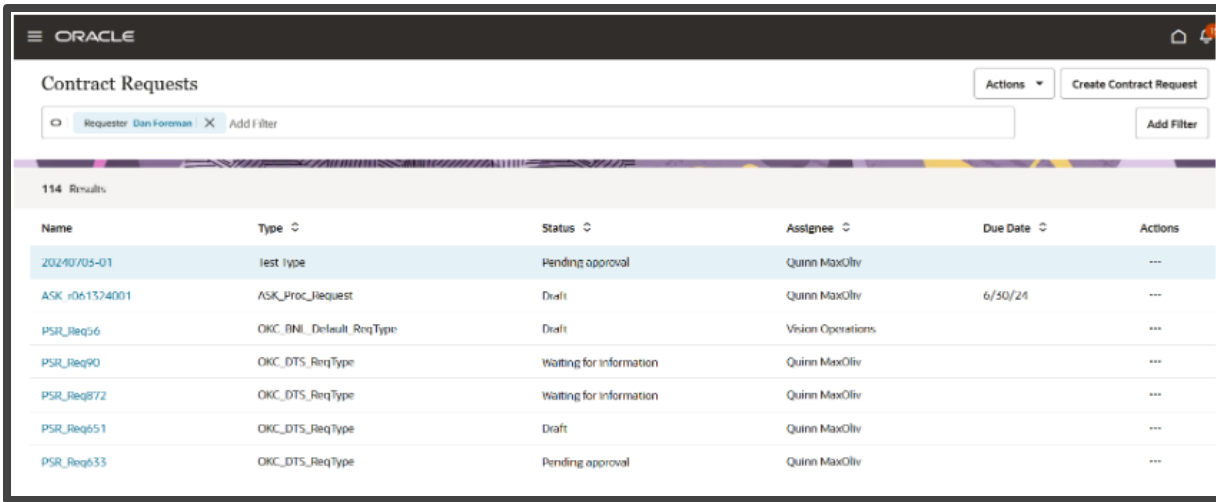 ORACLE
Contract Requests Actions Create Contract Request
Requester Dan Foreman X Add Filter Add Filter
114 Results
Name Type Status Assignee Due Date Actions
20240703-01 Test Type Pending approval Quinn MaxOliv ---
ASK_r061324001 ASK_Proc_Request Draft Quinn MaxOliv 6/30/24 ---
PSR_Req56 OKC_BNL_Default_ReqType Draft Vision Operations ---
PSR_Req90 OKC_DTS_ReqType Waiting for information Quinn MaxOliv ---
PSR_Req872 OKC_DTS_ReqType Waiting for information Quinn MaxOliv ---
PSR_Req651 OKC_DTS_ReqType Draft Quinn MaxOliv ---
PSR_Req633 OKC_DTS_ReqType Pending approval Quinn MaxOliv ---